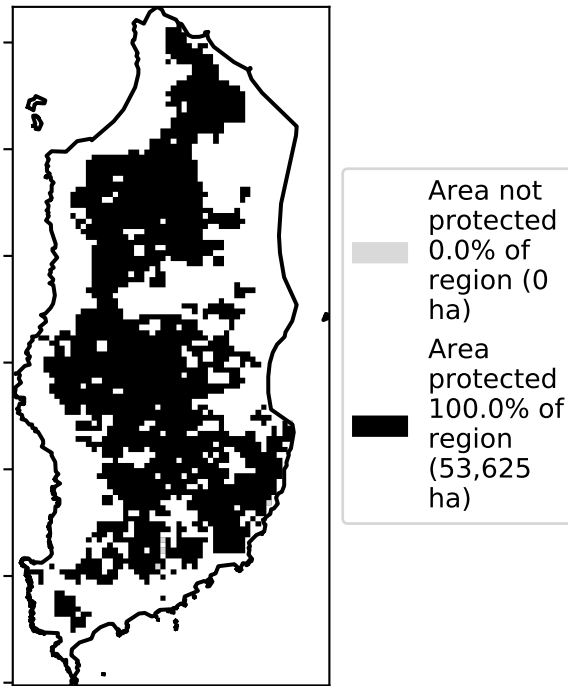 Area not
protected
0.0% of
region (0
ha)
Area
protected
100.0% of
region
(53,625
ha)